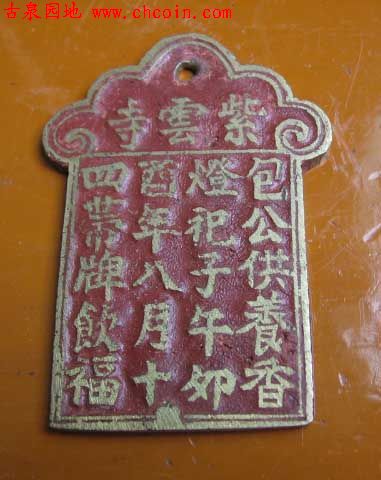 古泉园地 www.chcoin.com
紫雲寺
包公供養香
燈祀子午卯
酉年八月十
四帶牌飲福